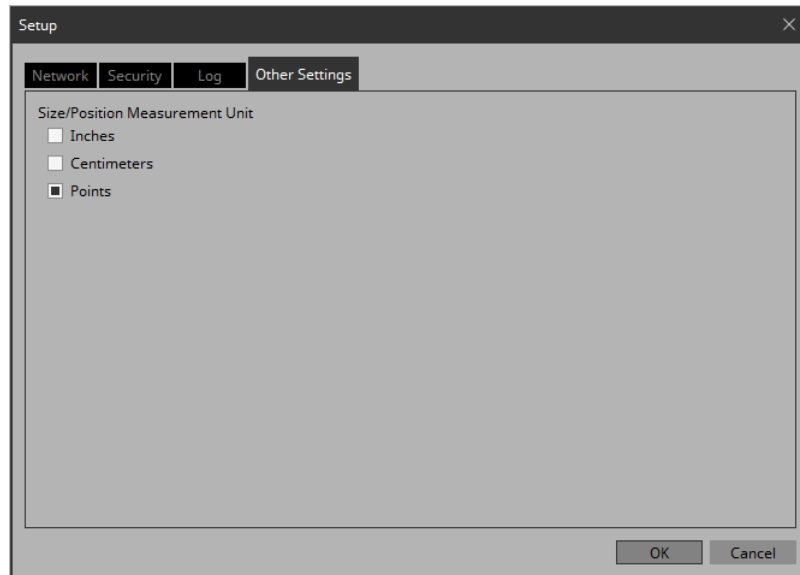 Setup
Network Security Log Other Settings
Size/Position Measurement Unit
Inches
Centimeters
Points
OK Cancel